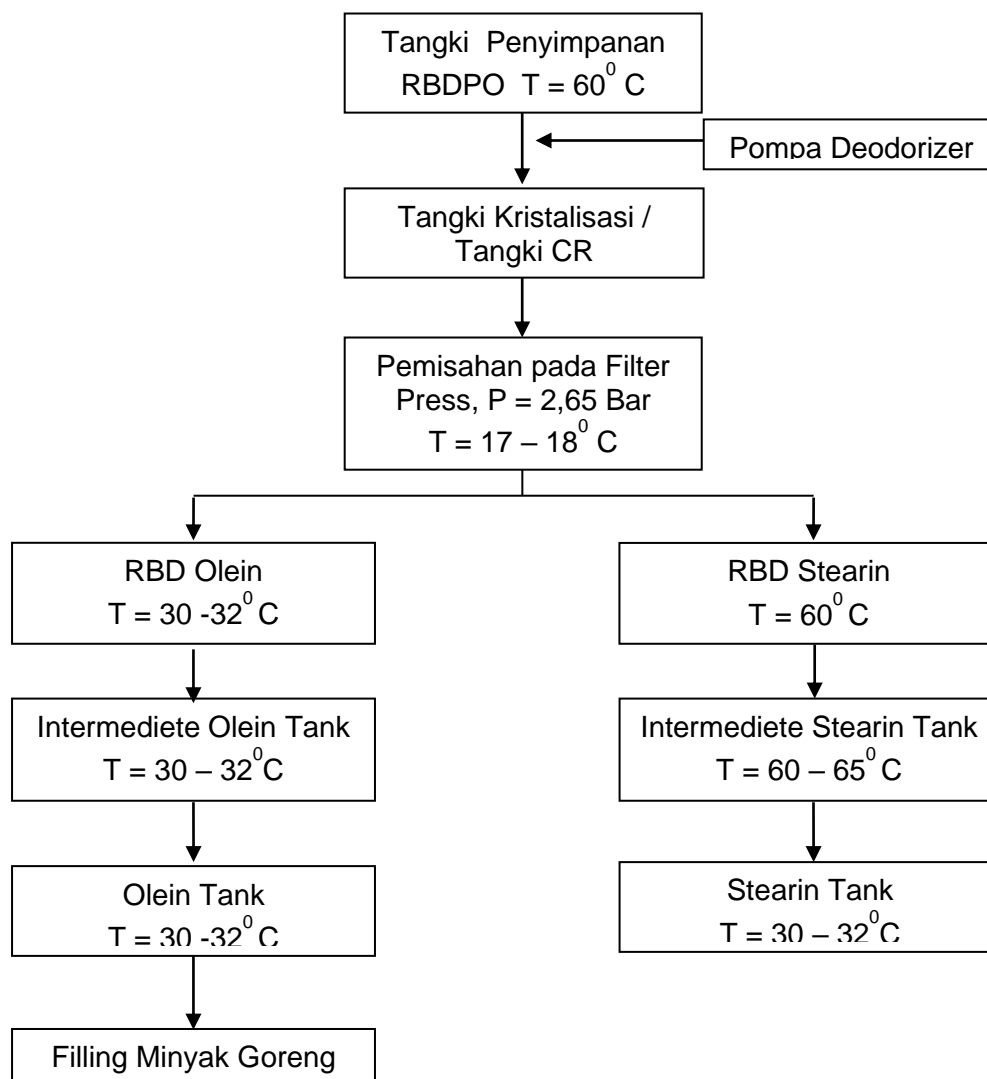 Tangki Penyimpanan
RBDPO T = 60⁰ C
Pompa Deodorizer
Tangki Kristalisasi /
Tangki CR
Pemisahan pada Filter
Press, P = 2,65 Bar
T = 17 – 18⁰ C
RBD Olein
T = 30 -32⁰ C
RBD Stearin
T = 60⁰ C
Intermediete Olein Tank
T = 30 – 32⁰C
Intermediete Stearin Tank
T = 60 – 65⁰ C
Olein Tank
T = 30 -32⁰ C
Stearin Tank
T = 30 – 32⁰C
Filling Minyak Goreng